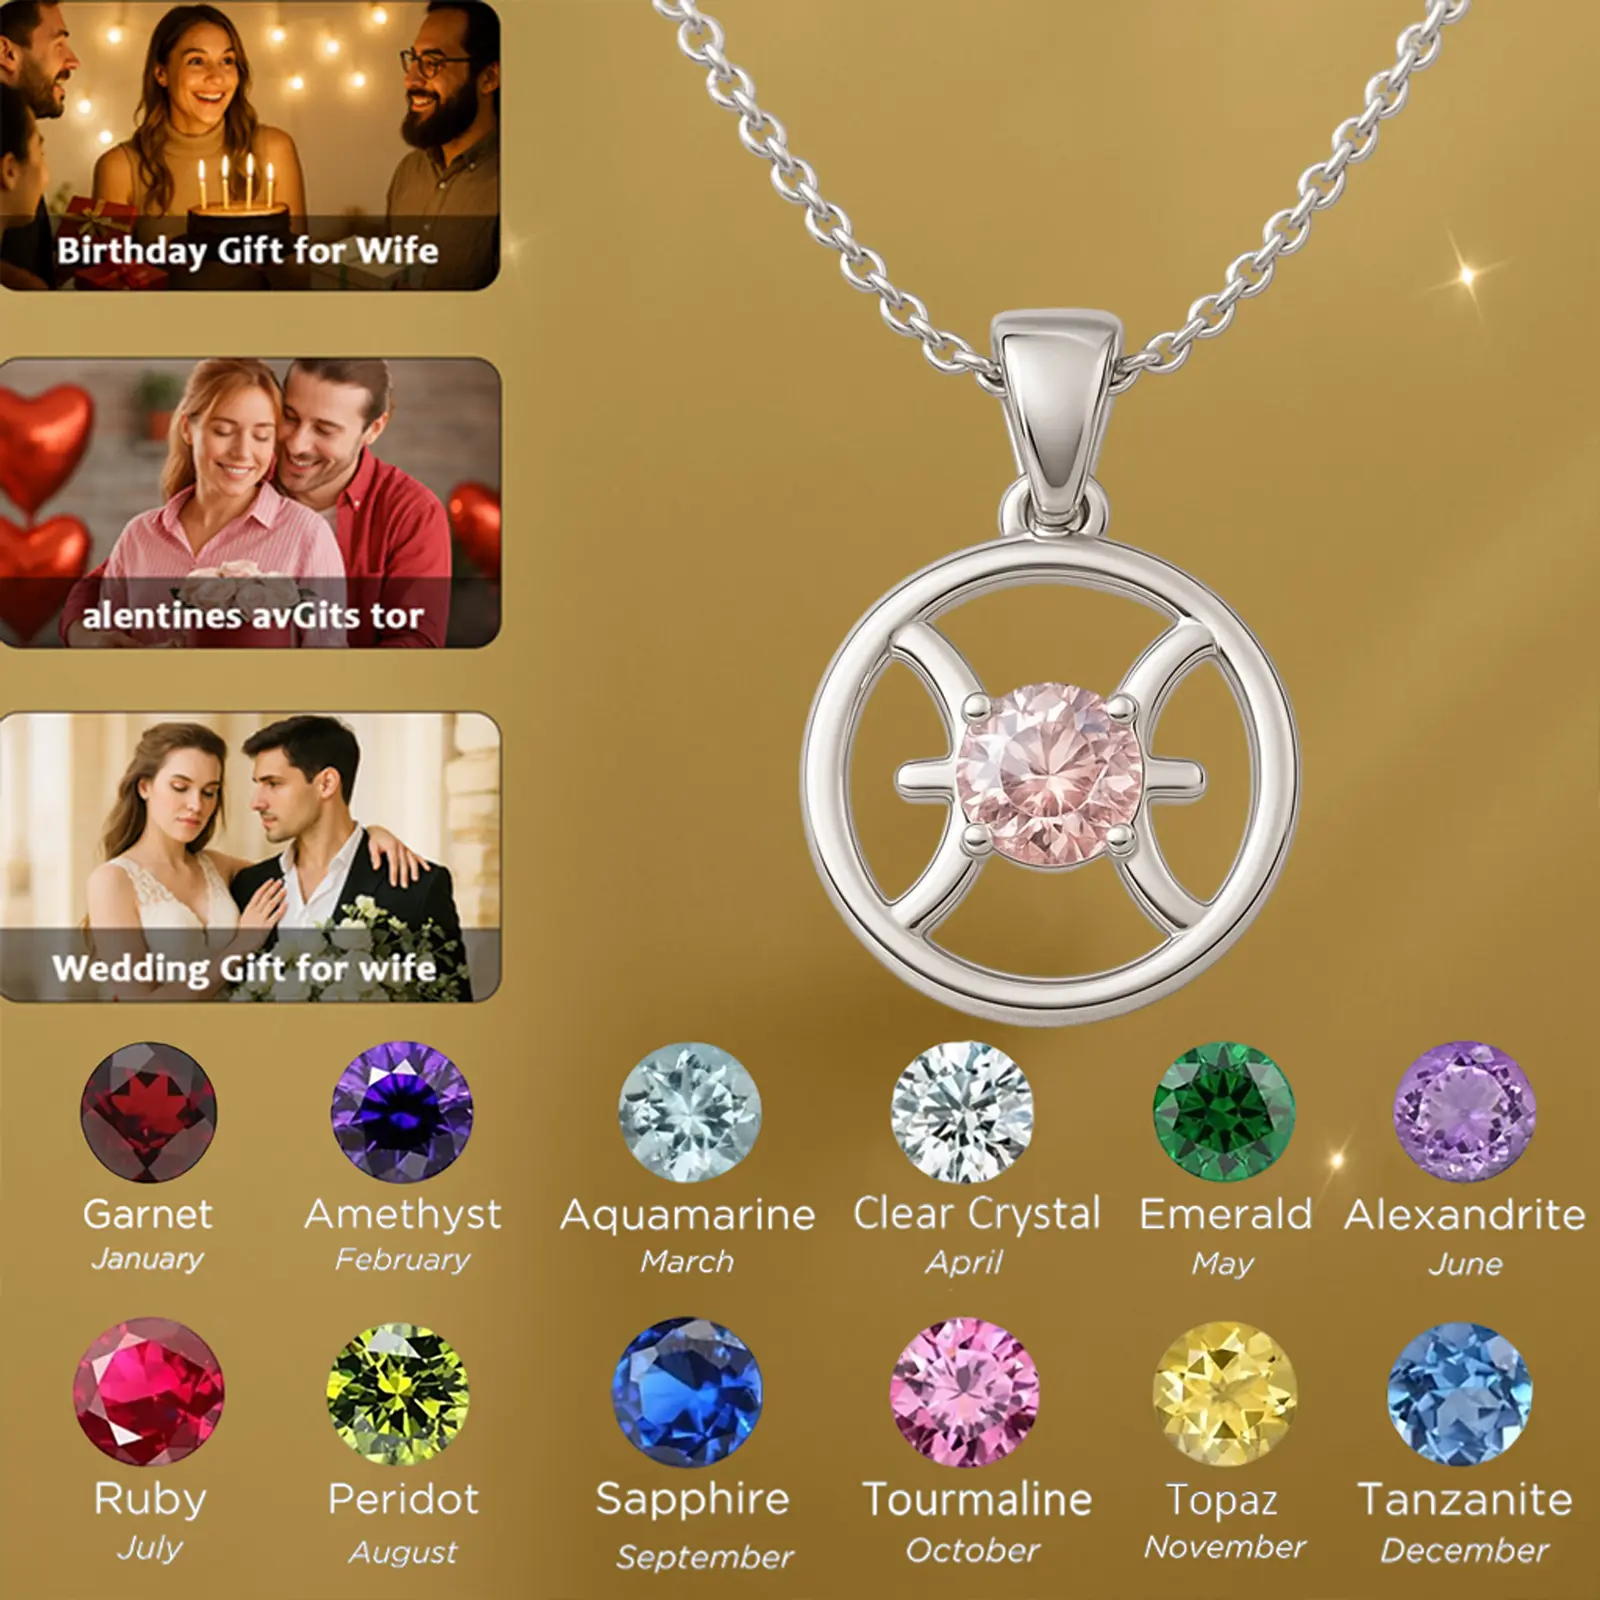 Birthday Gift for Wife
alentines avGits tor
Wedding Gift for wife
Garnet
January
Amethyst
February
Aquamarine
March
Clear Crystal
April
Emerald
May
Alexandrite
June
Ruby
July
Peridot
August
Sapphire
September
Tourmaline
October
Topaz
November
Tanzanite
December